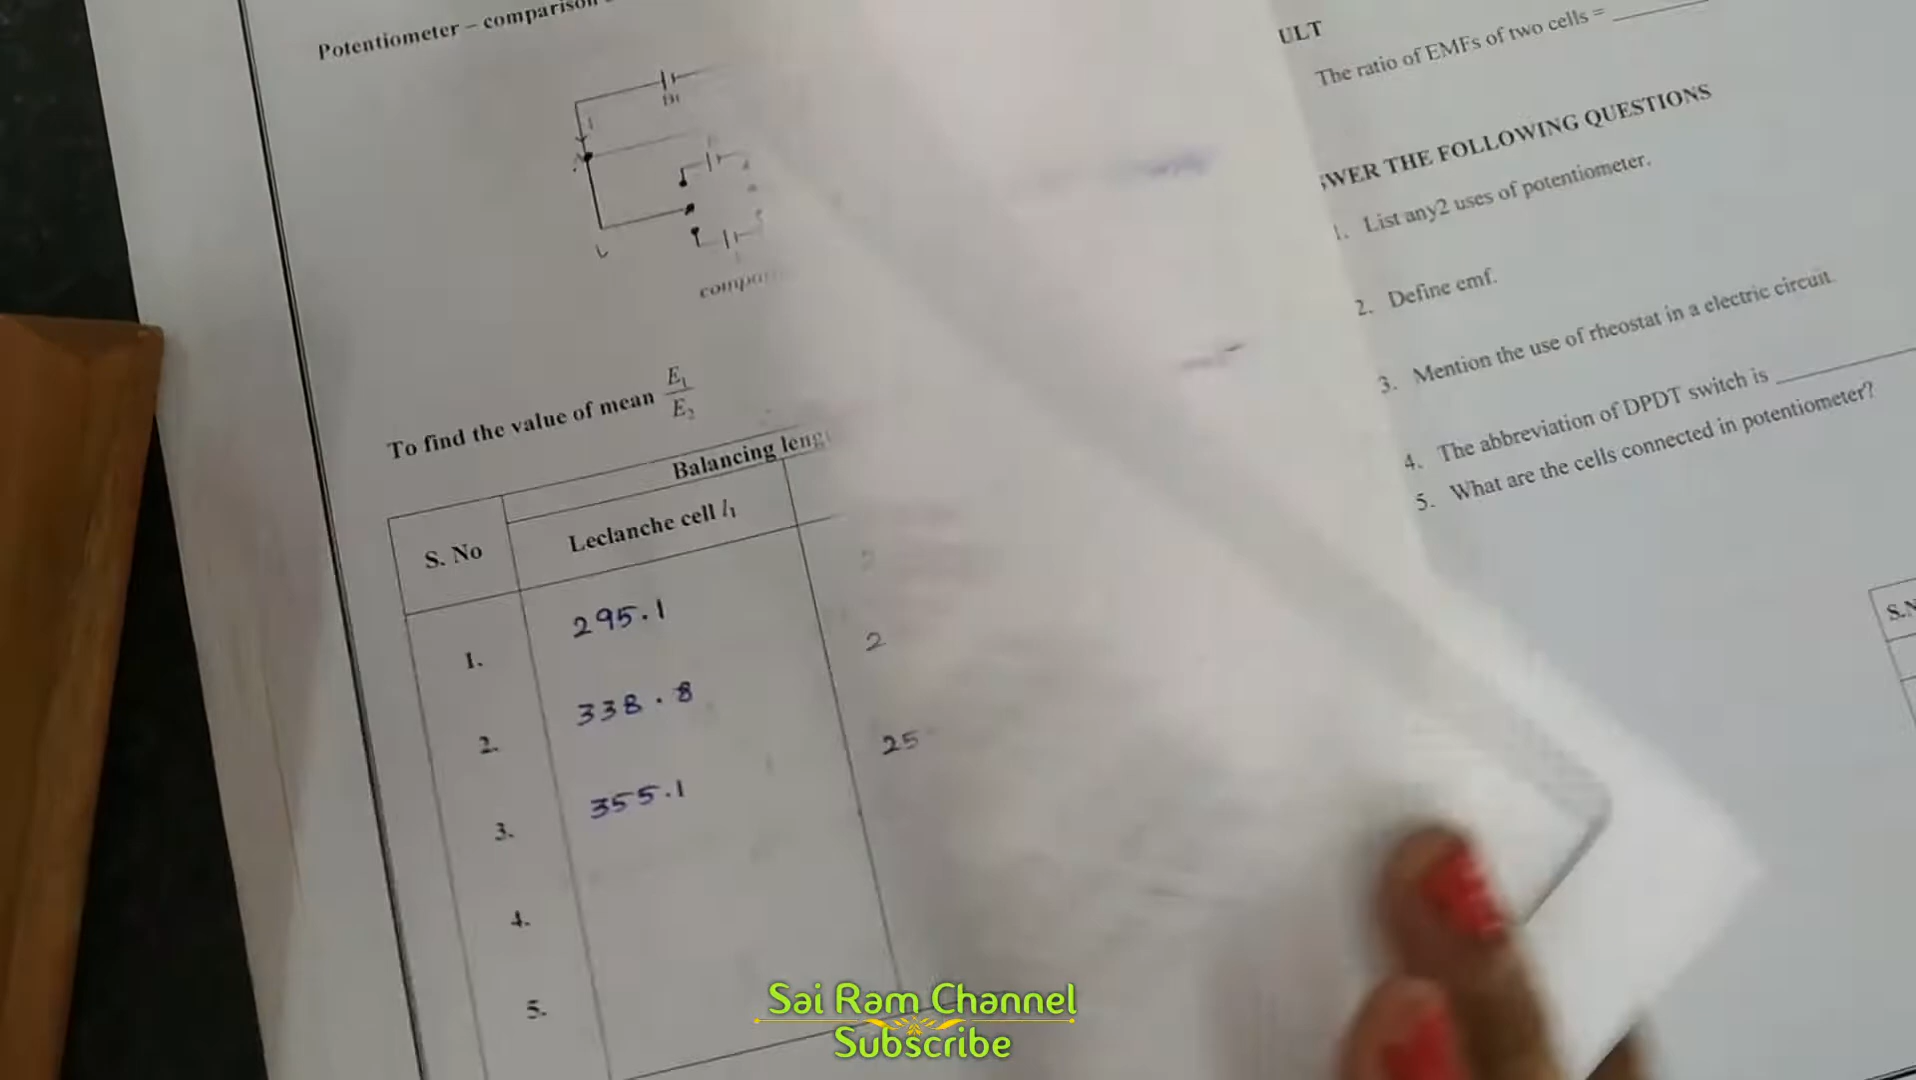 Potentiometer – comparison
To find the value of mean E₁/E₂
Balancing leng
S. No
Leclanche cell l₁
1.
295.1
2.
338.8
2
3.
355.1
25
4.
5.
ULT
The ratio of EMFs of two cells = ______
WER THE FOLLOWING QUESTIONS
1. List any2 uses of potentiometer.
2. Define emf.
3. Mention the use of rheostat in a electric circuit.
4. The abbreviation of DPDT switch is ______
5. What are the cells connected in potentiometer?
S.N
Sai Ram Channel
Subscribe